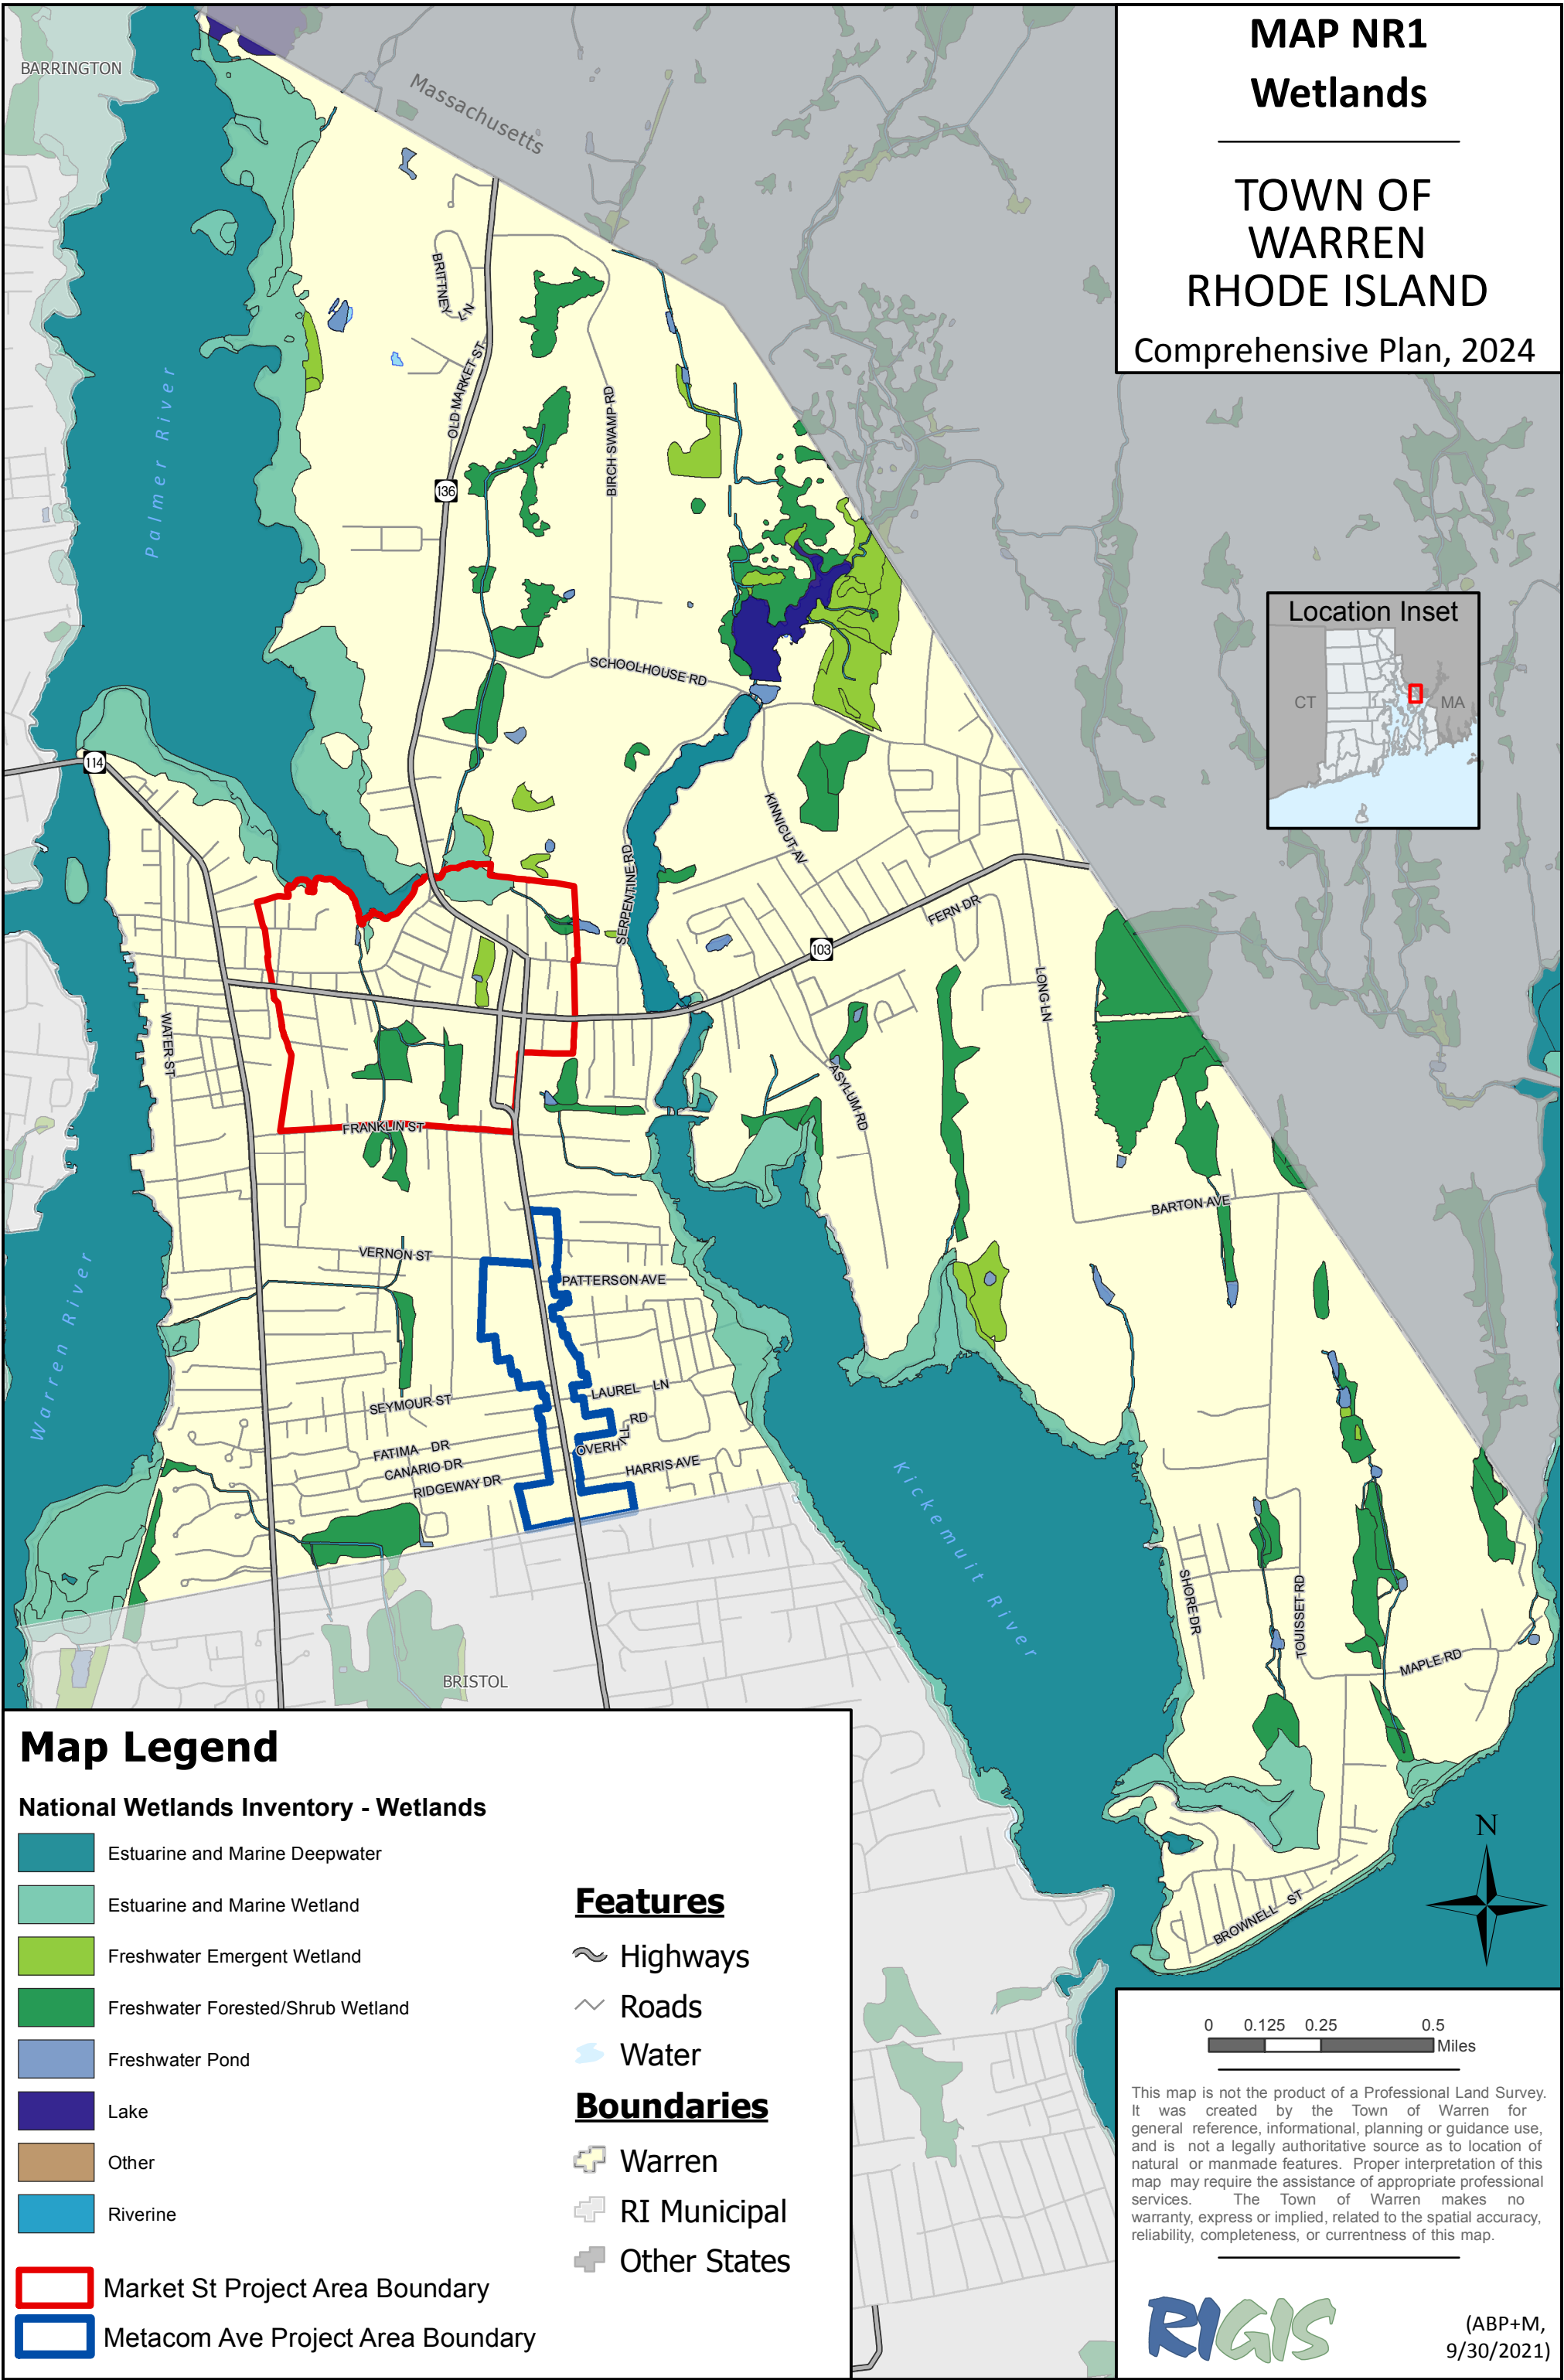 MAP NR1
Wetlands
TOWN OF
WARREN
RHODE ISLAND
Comprehensive Plan, 2024
BARRINGTON
Massachusetts
Palmer River
BRITTNEY LN
OLD MARKET ST
136
BIRCH SWAMP RD
SCHOOLHOUSE RD
Location Inset
CT
MA
114
KINNICUT AV
SERPENTINE RD
FERN DR
103
LONG LN
WATER ST
ASYLUM RD
FRANKLIN ST
BARTON AVE
VERNON ST
PATTERSON AVE
Warren River
LAUREL LN
SEYMOUR ST
OVERHILL RD
FATIMA DR
CANARIO DR
HARRIS AVE
RIDGEWAY DR
Kickemuit River
SHORE DR
TOUISSET RD
MAPLE RD
BRISTOL
BROWNELL ST
N
Map Legend
National Wetlands Inventory - Wetlands
Estuarine and Marine Deepwater
Estuarine and Marine Wetland
Freshwater Emergent Wetland
Freshwater Forested/Shrub Wetland
Freshwater Pond
Lake
Other
Riverine
Market St Project Area Boundary
Metacom Ave Project Area Boundary
Features
Highways
Roads
Water
Boundaries
Warren
RI Municipal
Other States
0 0.125 0.25 0.5
Miles
This map is not the product of a Professional Land Survey.
It was created by the Town of Warren for
general reference, informational, planning or guidance use,
and is not a legally authoritative source as to location of
natural or manmade features. Proper interpretation of this
map may require the assistance of appropriate professional
services. The Town of Warren makes no
warranty, express or implied, related to the spatial accuracy,
reliability, completeness, or currentness of this map.
RIGIS
(ABP+M,
9/30/2021)